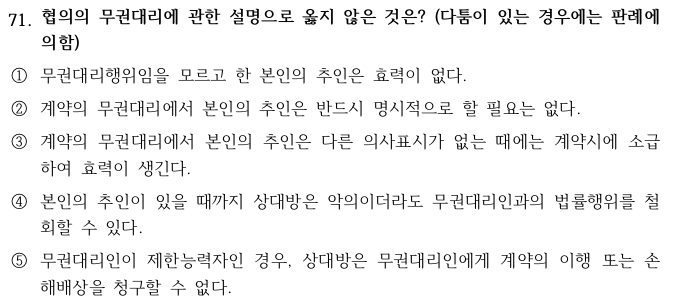 71. 협의의 무권대리에 관한 설명으로 옳지 않은 것은? (다툼이 있는 경우에는 판례에
의함)
① 무권대리행위임을 모르고 한 본인의 추인은 효력이 없다.
② 계약의 무권대리에서 본인의 추인은 반드시 명시적으로 할 필요는 없다.
③ 계약의 무권대리에서 본인의 추인은 다른 의사표시가 없는 때에는 계약시에 소급
하여 효력이 생긴다.
④ 본인의 추인이 있을 때까지 상대방은 악의이더라도 무권대리인과의 법률행위를 철
회할 수 있다.
⑤ 무권대리인이 제한능력자인 경우, 상대방은 무권대리인에게 계약의 이행 또는 손
해배상을 청구할 수 없다.